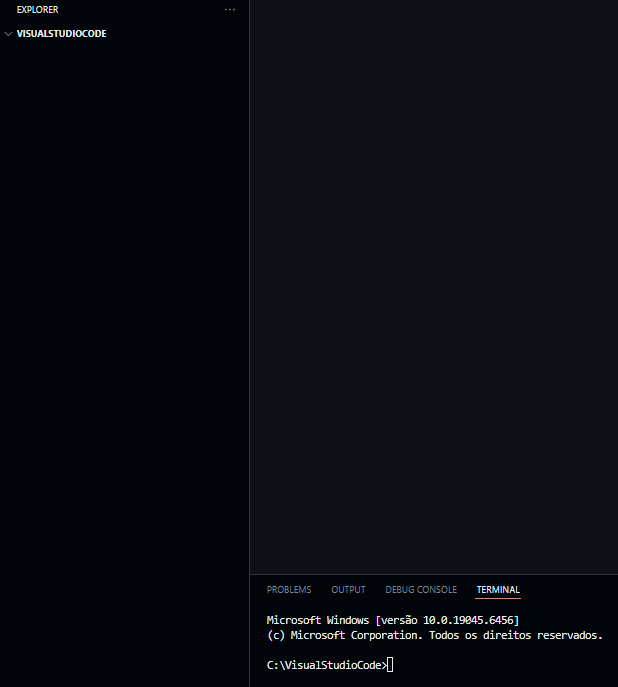 EXPLORER
VISUALSTUDIOCODE
PROBLEMS OUTPUT DEBUG CONSOLE TERMINAL
Microsoft Windows [versão 10.0.19045.6456]
(c) Microsoft Corporation. Todos os direitos reservados.
C:\VisualStudioCode>